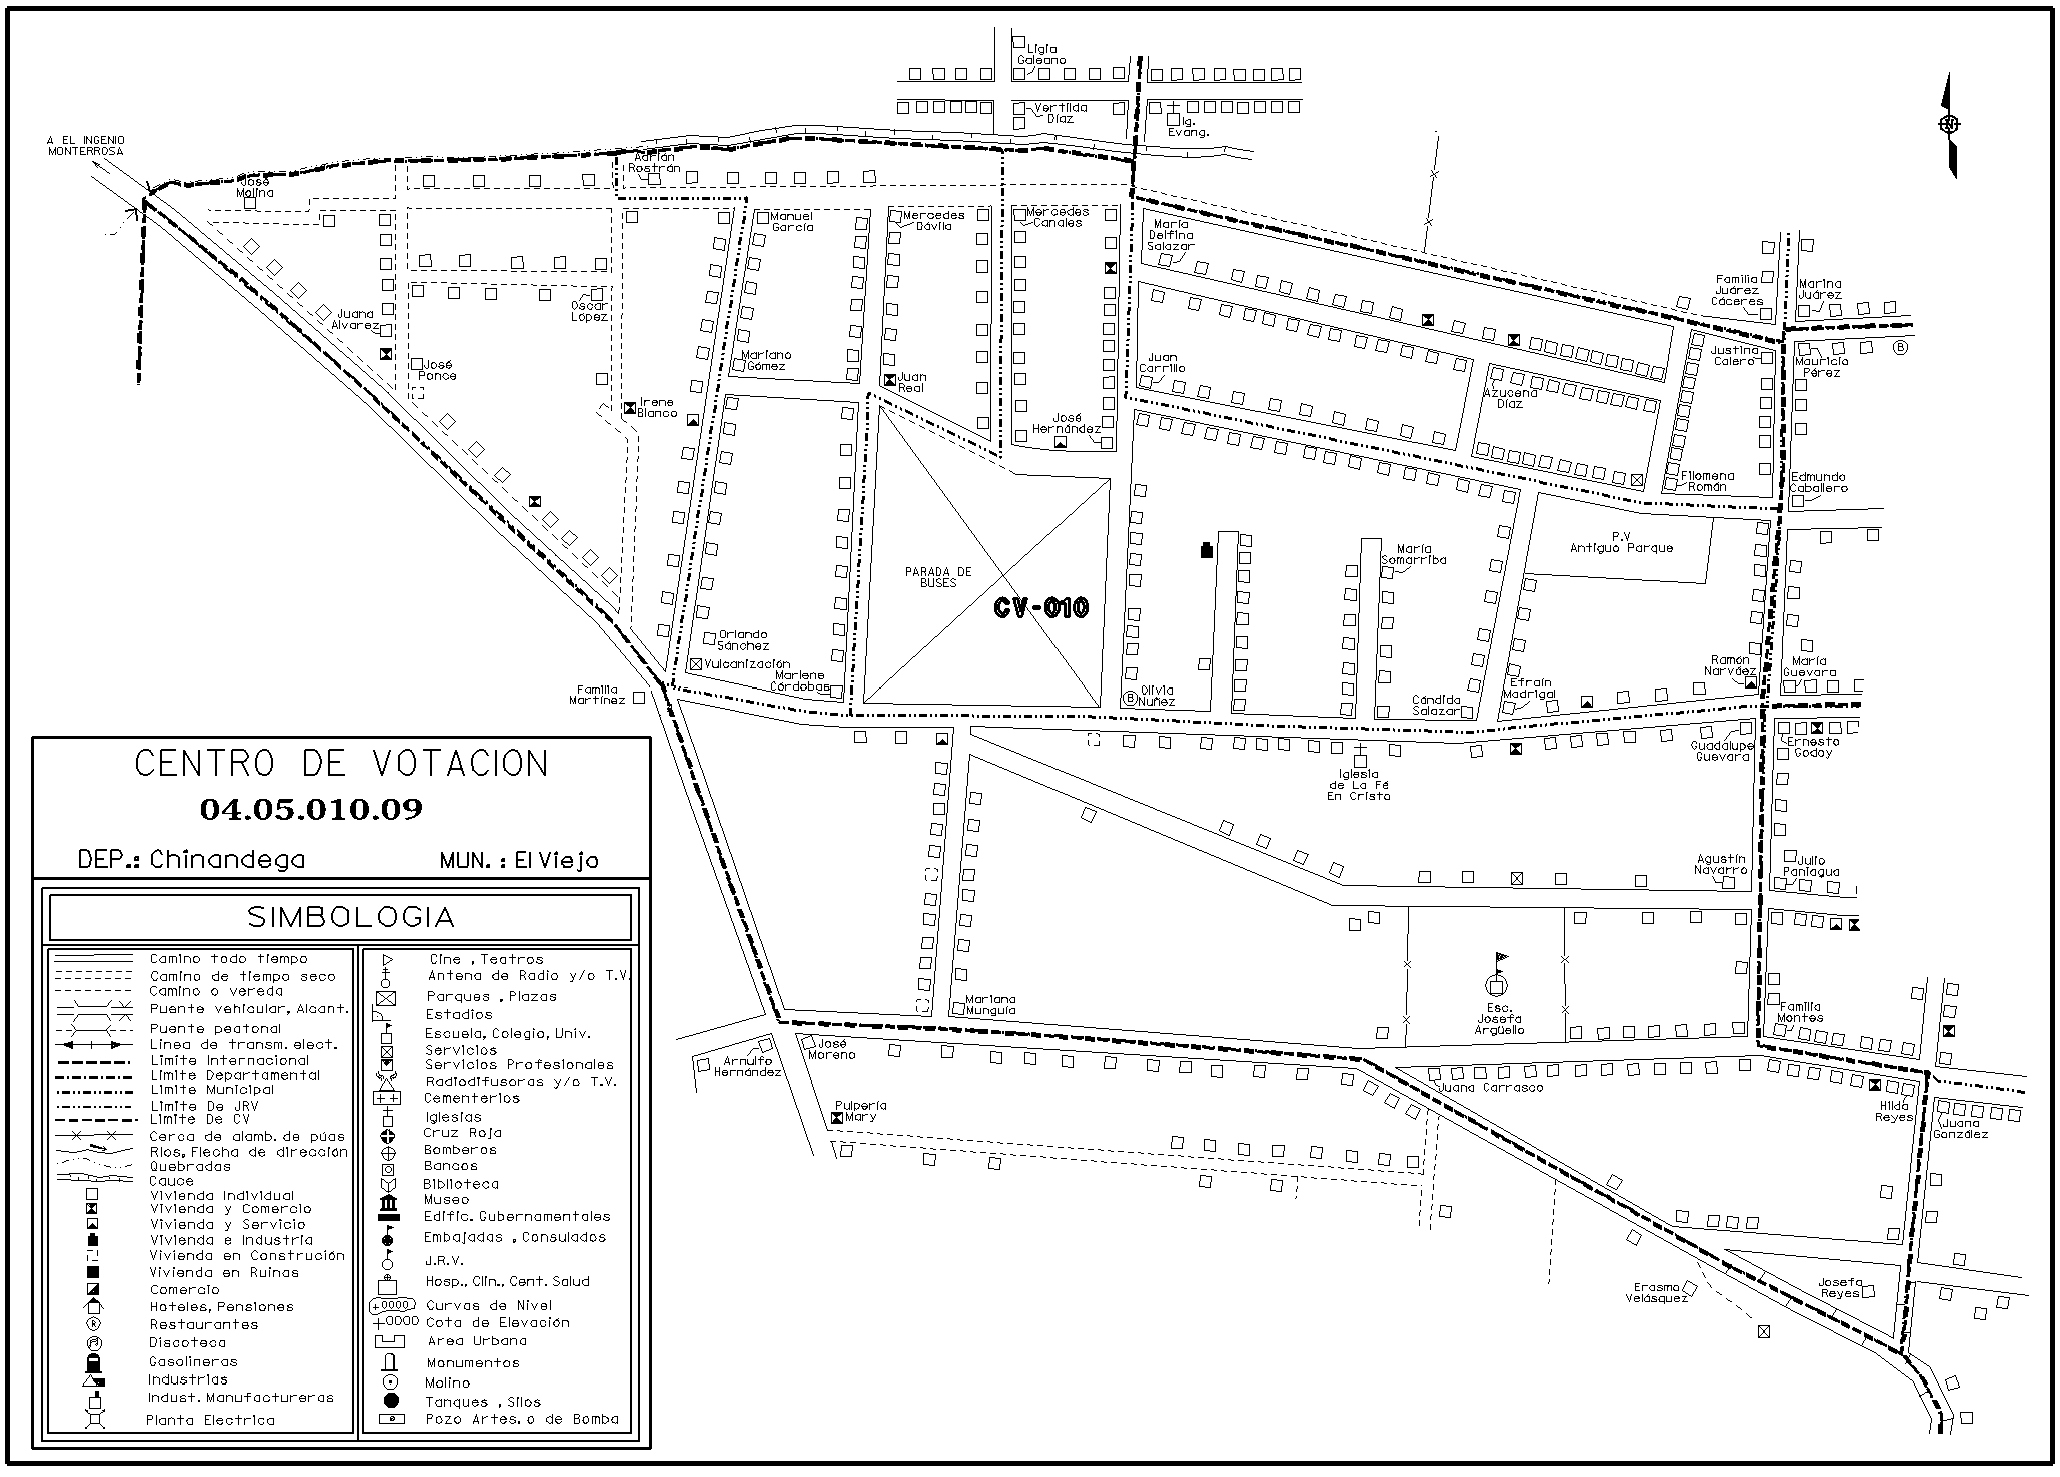 Ligia
Galeano
Vertilda
Díaz
Ig.
Evang.
A EL INGENIO
MONTERROSA
José
Molina
Adrián
Rostrán
Manuel
García
Mercedes
Dávila
Mercedes
Canales
María
Delfina
Salazar
Familia
Juárez
Cáceres
Marina
Juárez
Juana
Alvarez
Oscar
López
José
Ponce
Mariano
Gómez
Juan
Real
Juan
Carrillo
Azucena
Díaz
Justina
Calero
Mauricio
Pérez
B
Irene
Blanco
José
Hernández
Filomena
Román
Edmundo
Caballero
P.V
Antiguo Parque
PARADA DE
BUSES
CV-010
María
Somarriba
Orlando
Sánchez
Vulcanización
Marlene
Córdobas
Familia
Martínez
B
Olivia
Nuñez
Cándida
Salazar
Efraín
Madrigal
Ramón
Narváez
María
Guevara
Guadalupe
Guevara
Ernesto
Godoy
Iglesia
de La Fé
En Cristo
Agustín
Navarro
Julio
Paniagua
Mariana
Munguía
Esc.
Josefa
Argüello
Familia
Montes
Arnulfo
Hernández
José
Moreno
Juana Carrasco
Pulpería
Mary
Hilda
Reyes
Juana
González
Erasmo
Velásquez
Josefa
Reyes
CENTRO DE VOTACION
04.05.010.09
DEP.: Chinandega MUN. : El Viejo
SIMBOLOGIA
Camino todo tiempo
Camino de tiempo seco
Camino o vereda
Puente vehicular, Alcant.
Puente peatonal
Linea de transm. elect.
Limite Internacional
Limite Departamental
Limite Municipal
Limite De JRV
Limite De CV
Cerca de alamb. de púas
Rios, Flecha de dirección
Quebradas
Cauce
Vivienda Individual
Vivienda y Comercio
Vivienda y Servicio
Vivienda e Industria
Vivienda en Construción
Vivienda en Ruinas
Comercio
Hoteles, Pensiones
R
Restaurantes
Discoteca
Gasolineras
Industrias
Indust. Manufactureras
Planta Electrica
Cine , Teatros
Antena de Radio y/o T.V.
Parques , Plazas
Estadios
Escuela, Colegio, Univ.
Servicios
Servicios Profesionales
Radiodifusoras y/o T.V.
Cementerios
Iglesias
Cruz Roja
Bomberos
Bancos
Biblioteca
Museo
Edific. Gubernamentales
Embajadas , Consulados
J.R.V.
Hosp., Clin., Cent. Salud
+0000 Curvas de Nivel
+0000 Cota de Elevación
Area Urbana
Monumentos
Molino
Tanques , Silos
Pozo Artes. o de Bomba